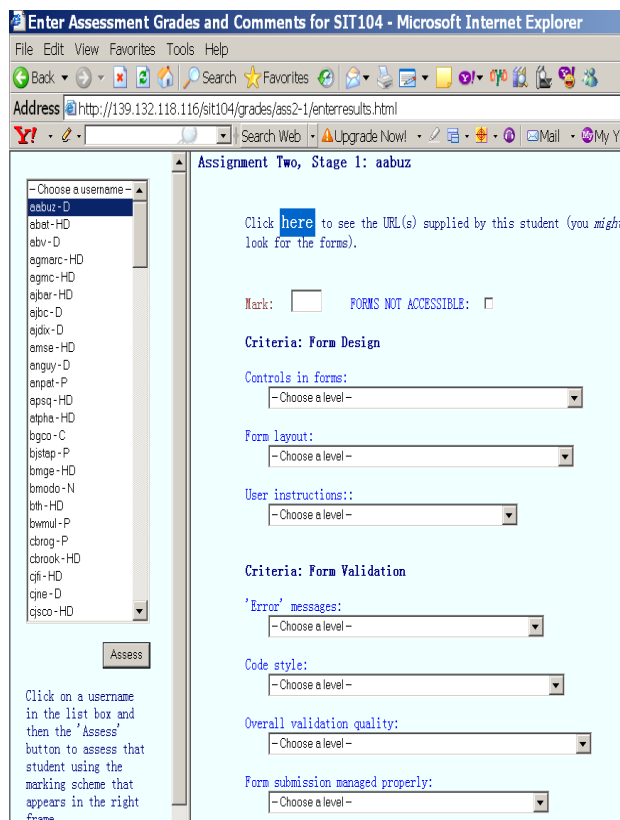 Enter Assessment Grades and Comments for SIT104 - Microsoft Internet Explorer
File Edit View Favorites Tools Help
Back Search Favorites
Address http://139.132.118.116/sit104/grades/ass2-1/enterresults.html
Y! Search Web Upgrade Now! Mail My Y
– Choose a username –
aabuz - D
abat - HD
abv - D
agmarc - HD
agmc - HD
ajbar - HD
ajbc - D
ajdix - D
amse - HD
anguy - D
anpat - P
apsq - HD
atpha - HD
bgco - C
bjstap - P
bmge - HD
bmodo - N
bth - HD
bwmul - P
cbrog - P
cbrook - HD
cjfi - HD
cjne - D
cjsco - HD
Assess
Click on a username
in the list box and
then the 'Assess'
button to assess that
student using the
marking scheme that
appears in the right
frame
Assignment Two, Stage 1: aabuz
Click here to see the URL(s) supplied by this student (you might
look for the forms).
Mark: FORMS NOT ACCESSIBLE:
Criteria: Form Design
Controls in forms:
– Choose a level –
Form layout:
– Choose a level –
User instructions::
– Choose a level –
Criteria: Form Validation
'Error' messages:
– Choose a level –
Code style:
– Choose a level –
Overall validation quality:
– Choose a level –
Form submission managed properly:
– Choose a level –